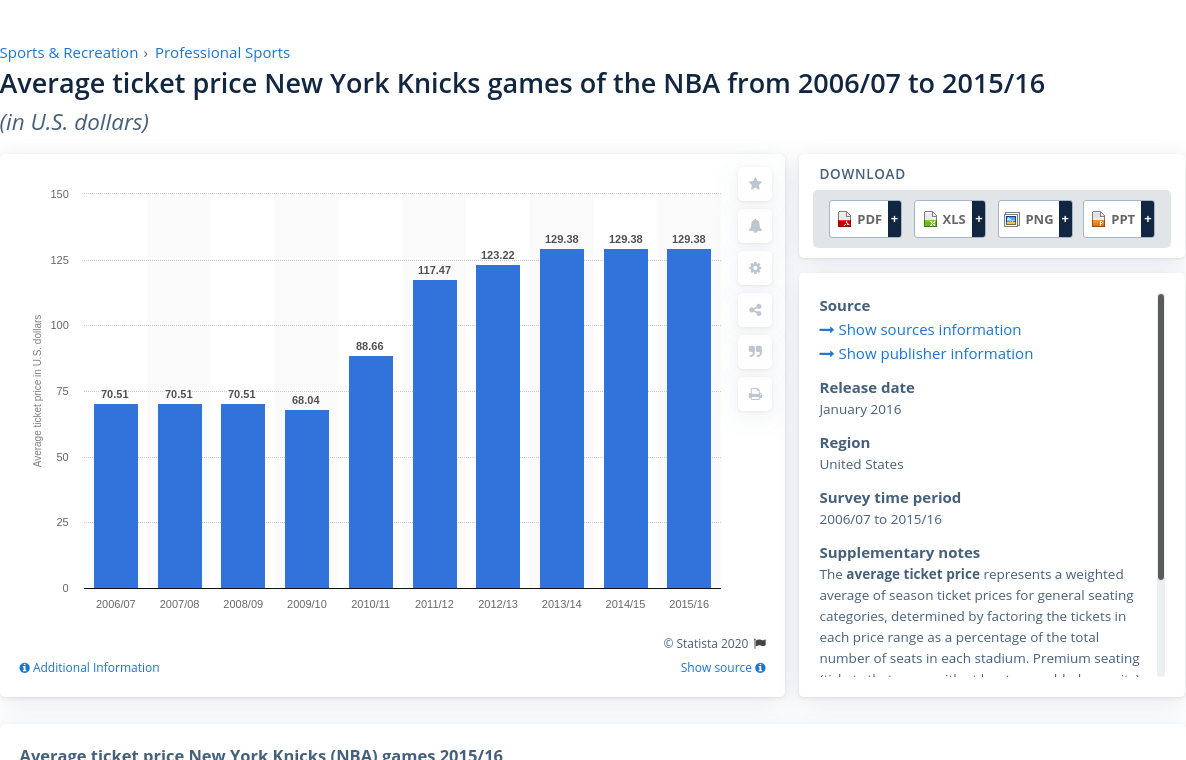 Sports & Recreation › Professional Sports
Average ticket price New York Knicks games of the NBA from 2006/07 to 2015/16
(in U.S. dollars)
Average ticket price in U.S. dollars
150
125
100
75
50
25
0
70.51
70.51
70.51
68.04
88.66
117.47
123.22
129.38
129.38
129.38
2006/07
2007/08
2008/09
2009/10
2010/11
2011/12
2012/13
2013/14
2014/15
2015/16
© Statista 2020
Additional Information
Show source
DOWNLOAD
PDF +
XLS +
PNG +
PPT +
Source
Show sources information
Show publisher information
Release date
January 2016
Region
United States
Survey time period
2006/07 to 2015/16
Supplementary notes
The average ticket price represents a weighted
average of season ticket prices for general seating
categories, determined by factoring the tickets in
each price range as a percentage of the total
number of seats in each stadium. Premium seating
Average ticket price New York Knicks (NBA) games 2015/16